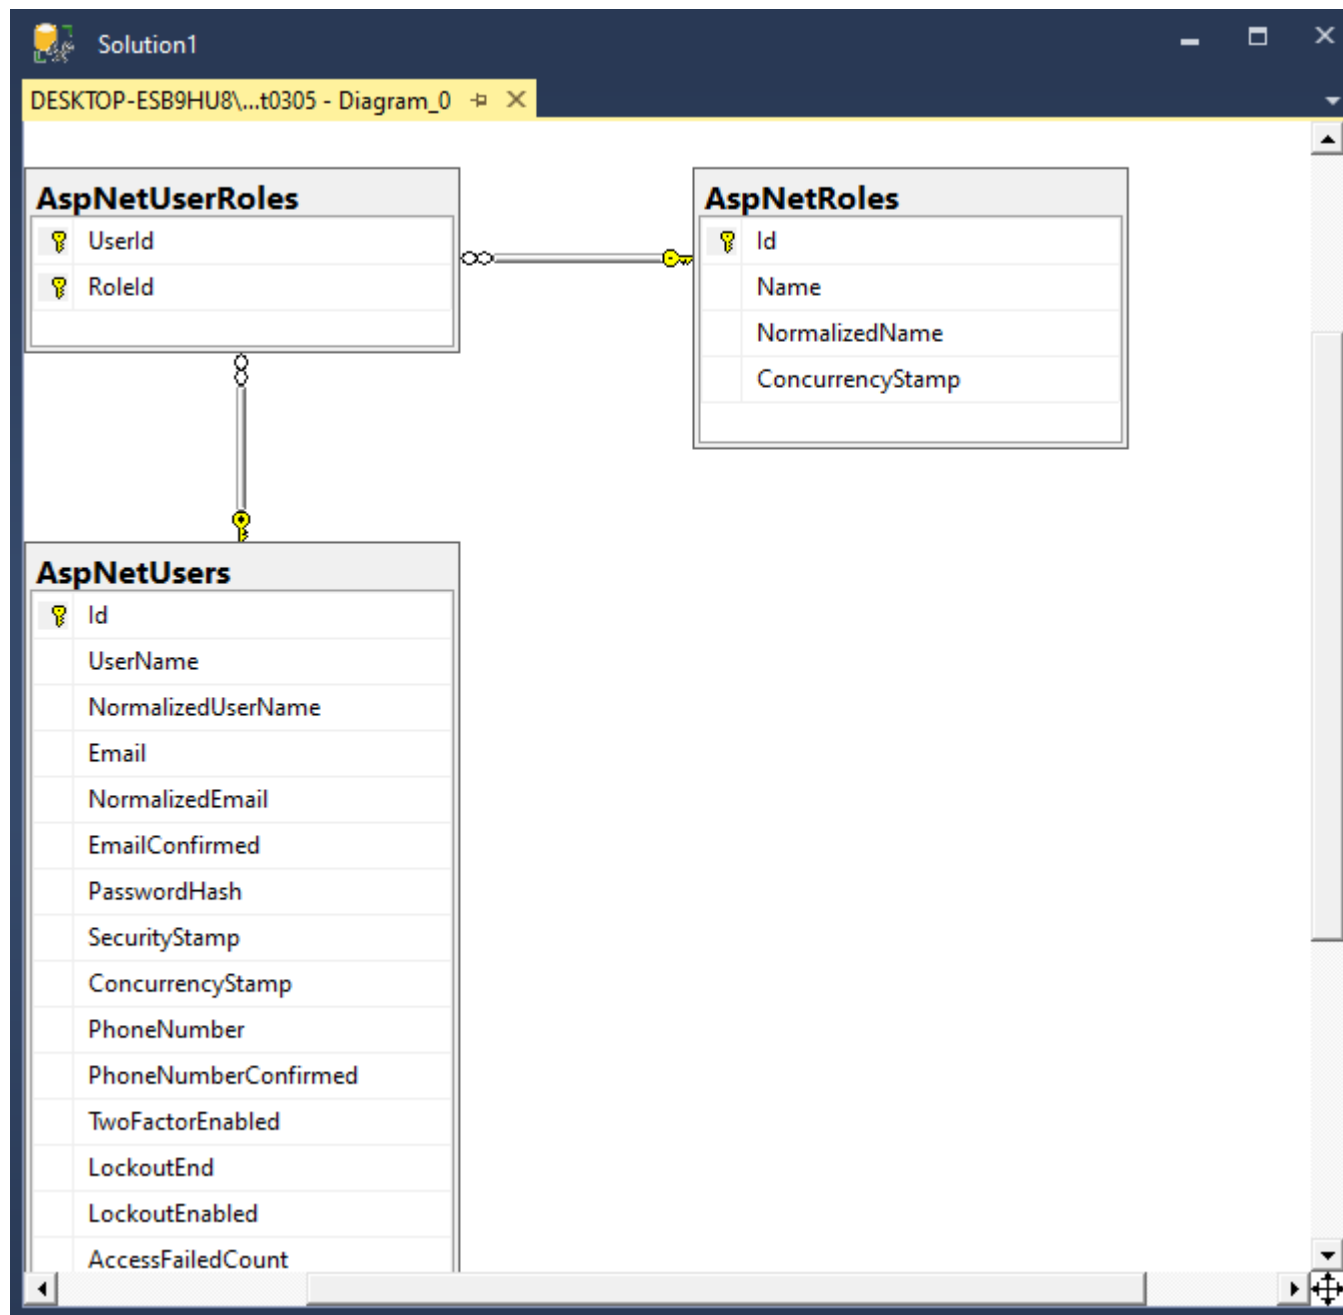 Solution1
DESKTOP-ESB9HU8\...t0305 - Diagram_0
AspNetUserRoles
UserId
RoleId
AspNetRoles
Id
Name
NormalizedName
ConcurrencyStamp
AspNetUsers
Id
UserName
NormalizedUserName
Email
NormalizedEmail
EmailConfirmed
PasswordHash
SecurityStamp
ConcurrencyStamp
PhoneNumber
PhoneNumberConfirmed
TwoFactorEnabled
LockoutEnd
LockoutEnabled
AccessFailedCount